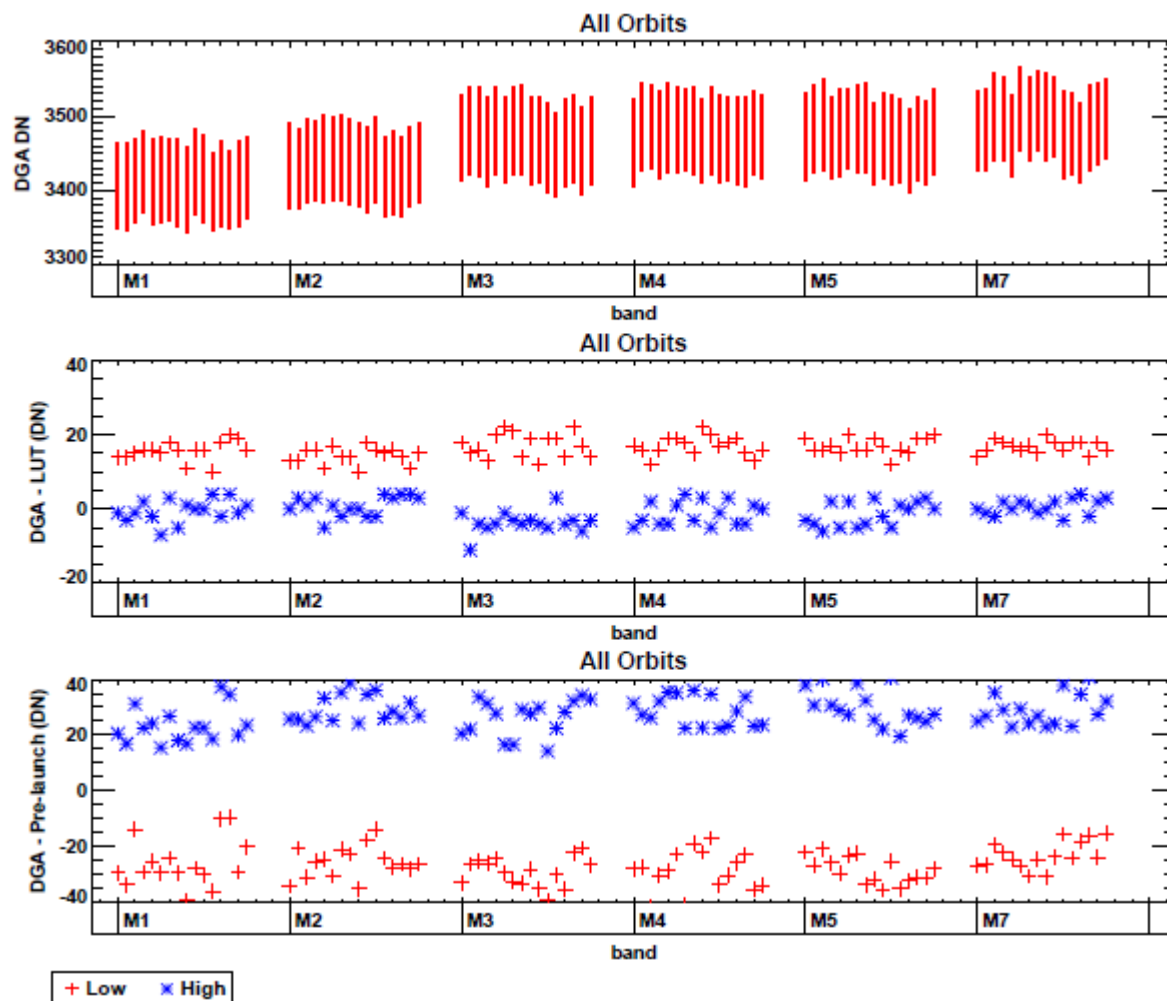 All Orbits
DGA DN
3600
3500
3400
3300
M1 M2 M3 M4 M5 M7
band
All Orbits
DGA - LUT (DN)
40
20
0
-20
M1 M2 M3 M4 M5 M7
band
All Orbits
DGA - Pre-launch (DN)
40
20
0
-20
-40
M1 M2 M3 M4 M5 M7
band
Low High